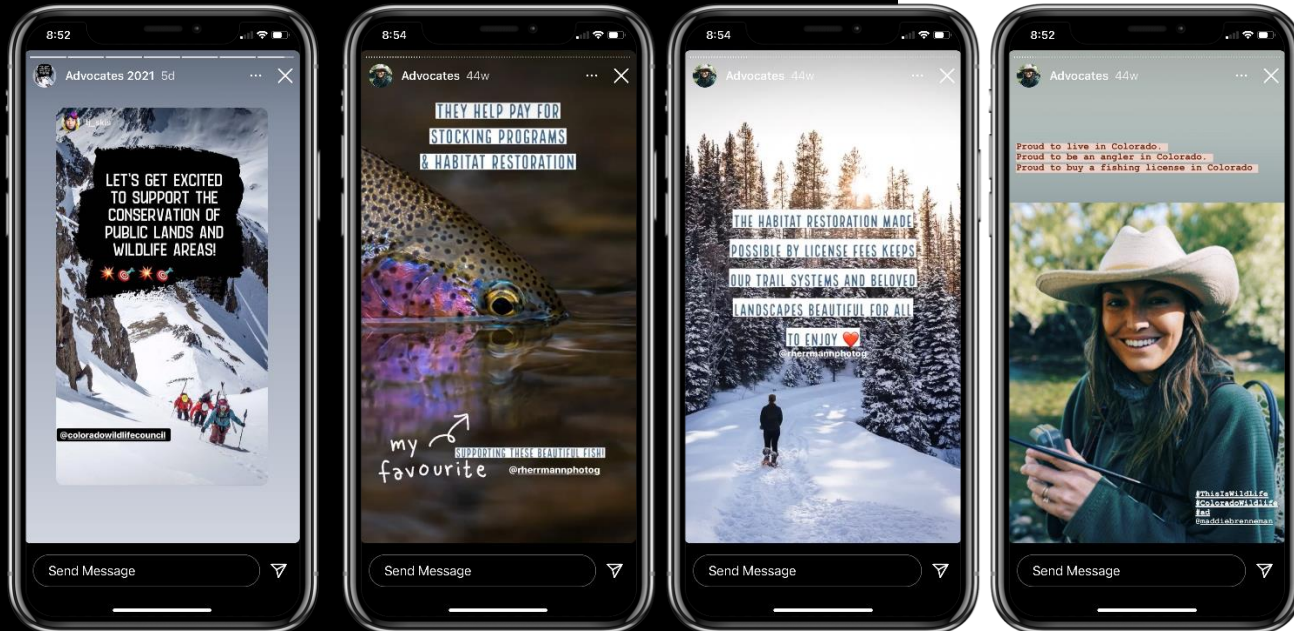 8:52
Advocates 2021 5d
LET'S GET EXCITED
TO SUPPORT THE
CONSERVATION OF
PUBLIC LANDS AND
WILDLIFE AREAS!
@coloradowildlifecouncil
Send Message
8:54
Advocates 44w
THEY HELP PAY FOR
STOCKING PROGRAMS
& HABITAT RESTORATION
my
favourite
SUPPORTING THESE BEAUTIFUL FISH!
@rherrmannphotog
Send Message
8:54
Advocates 44w
THE HABITAT RESTORATION MADE
POSSIBLE BY LICENSE FEES KEEPS
OUR TRAIL SYSTEMS AND BELOVED
LANDSCAPES BEAUTIFUL FOR ALL
TO ENJOY ❤️
@rherrmannphotog
Send Message
8:52
Advocates 44w
Proud to live in Colorado.
Proud to be an angler in Colorado.
Proud to buy a fishing license in Colorado
#ThisIsWildLife
#ColoradoWildlife
#ad
@maddiebrenneman
Send Message